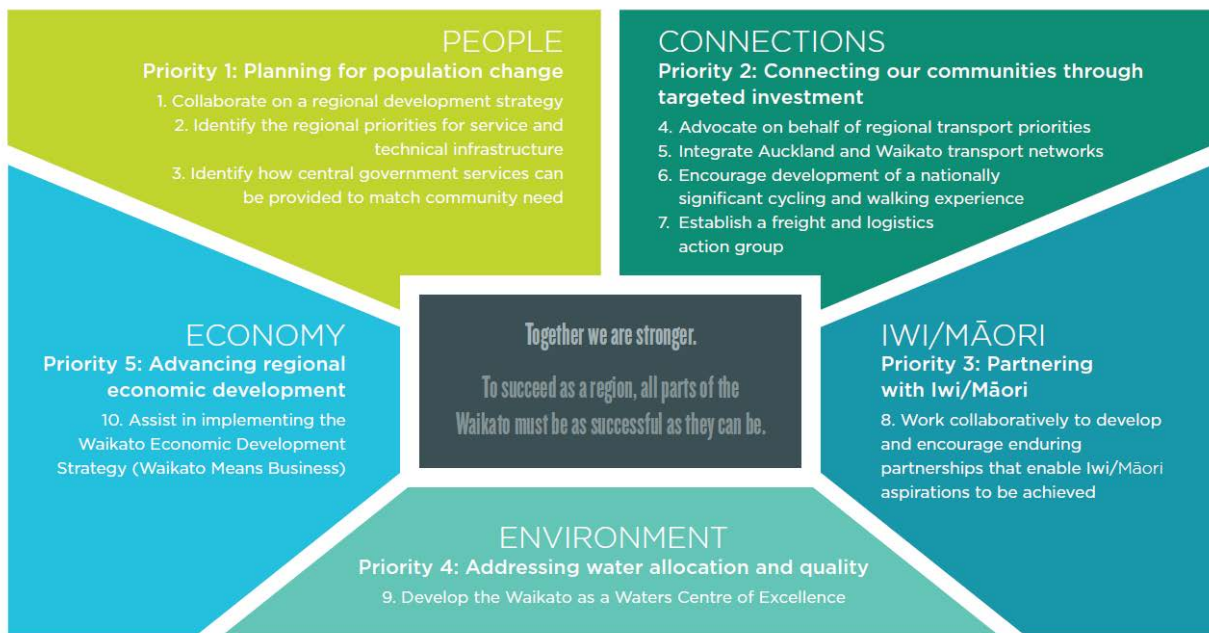 PEOPLE
Priority 1: Planning for population change
1. Collaborate on a regional development strategy
2. Identify the regional priorities for service and
technical infrastructure
3. Identify how central government services can
be provided to match community need
CONNECTIONS
Priority 2: Connecting our communities through
targeted investment
4. Advocate on behalf of regional transport priorities
5. Integrate Auckland and Waikato transport networks
6. Encourage development of a nationally
significant cycling and walking experience
7. Establish a freight and logistics
action group
ECONOMY
Priority 5: Advancing regional
economic development
10. Assist in implementing the
Waikato Economic Development
Strategy (Waikato Means Business)
Together we are stronger.
To succeed as a region, all parts of the
Waikato must be as successful as they can be.
IWI/MĀORI
Priority 3: Partnering
with Iwi/Māori
8. Work collaboratively to develop
and encourage enduring
partnerships that enable Iwi/Māori
aspirations to be achieved
ENVIRONMENT
Priority 4: Addressing water allocation and quality
9. Develop the Waikato as a Waters Centre of Excellence